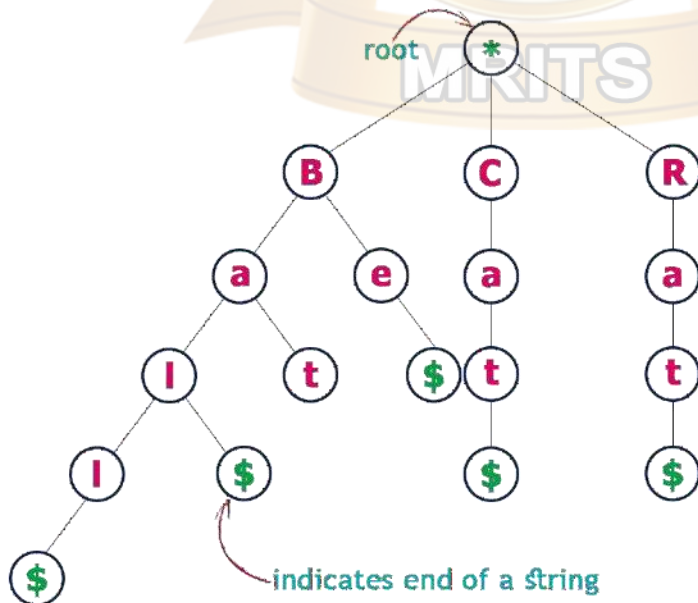 MRITS
root *
B C R
a e a a
l t $ t t
l $ $ $
$
indicates end of a string